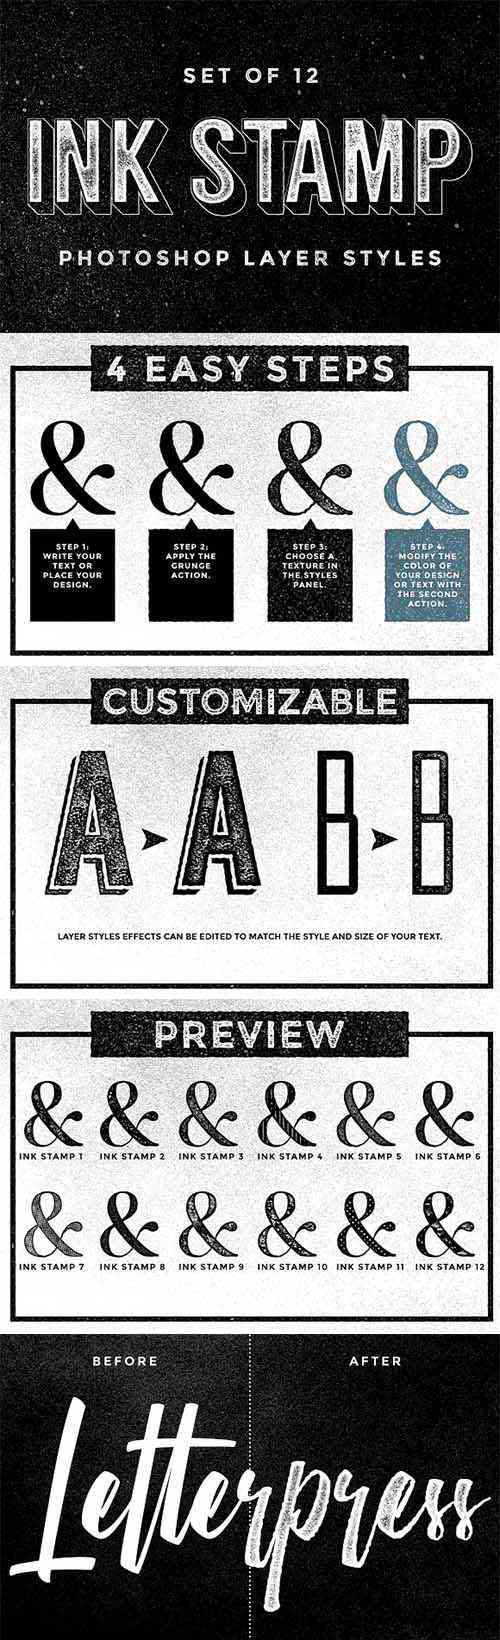 SET OF 12
INK STAMP
PHOTOSHOP LAYER STYLES
4 EASY STEPS
& & & &
STEP 1:
WRITE YOUR
TEXT OR
PLACE YOUR
DESIGN.
STEP 2:
APPLY THE
GRUNGE
ACTION.
STEP 3:
CHOOSE A
TEXTURE IN
THE STYLES
PANEL.
STEP 4:
MODIFY THE
COLOR OF
YOUR DESIGN
OR TEXT WITH
THE SECOND
ACTION.
CUSTOMIZABLE
A A B B
LAYER STYLES EFFECTS CAN BE EDITED TO MATCH THE STYLE AND SIZE OF YOUR TEXT.
PREVIEW
& & & & & &
INK STAMP 1 INK STAMP 2 INK STAMP 3 INK STAMP 4 INK STAMP 5 INK STAMP 6
& & & & & &
INK STAMP 7 INK STAMP 8 INK STAMP 9 INK STAMP 10 INK STAMP 11 INK STAMP 12
BEFORE AFTER
Letterpress